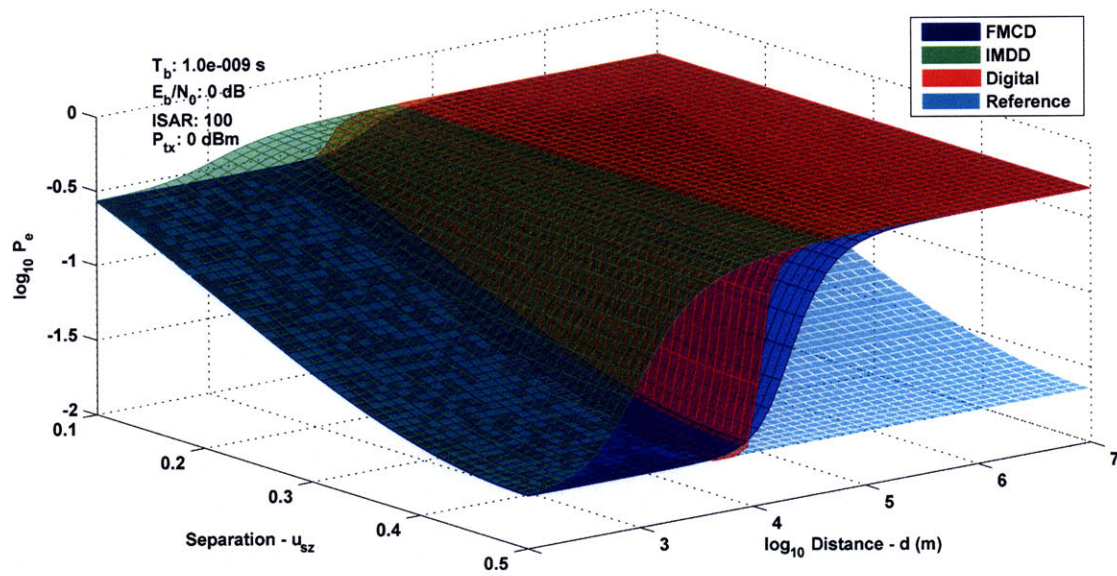 FMCD
IMDD
Digital
Reference
T_b: 1.0e-009 s
E_b/N_0: 0 dB
ISAR: 100
P_tx: 0 dBm
0
-0.5
-1
-1.5
-2
log_10 P_e
0.1
0.2
0.3
0.4
0.5
Separation - u_sz
3
4
5
6
7
log_10 Distance - d (m)